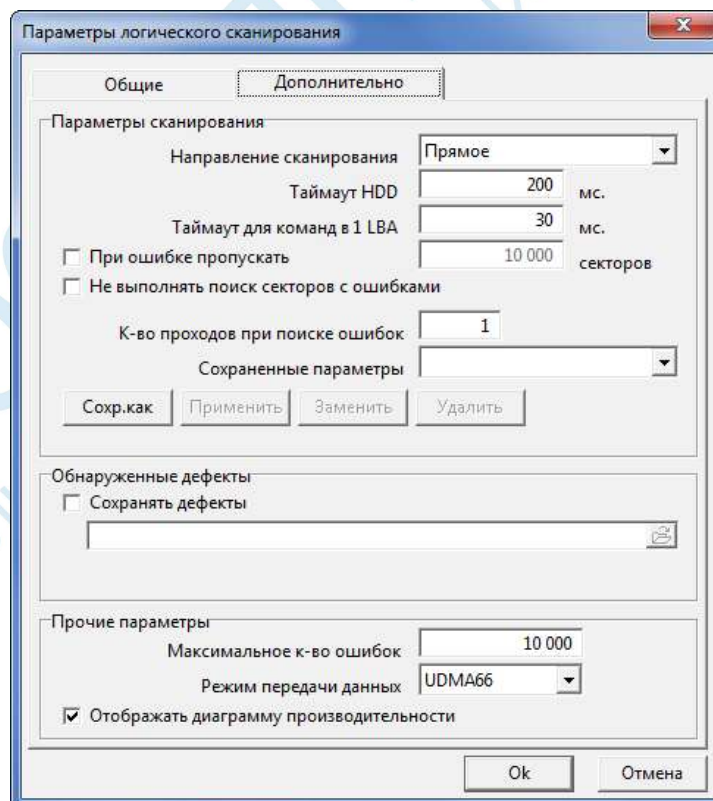 Параметры логического сканирования
Общие Дополнительно
Параметры сканирования
Направление сканирования Прямое
Таймаут HDD 200 мс.
Таймаут для команд в 1 LBA 30 мс.
При ошибке пропускать 10 000 секторов
Не выполнять поиск секторов с ошибками
К-во проходов при поиске ошибок 1
Сохраненные параметры
Сохр.как Применить Заменить Удалить
Обнаруженные дефекты
Сохранять дефекты
Прочие параметры
Максимальное к-во ошибок 10 000
Режим передачи данных UDMA66
Отображать диаграмму производительности
Ok Отмена